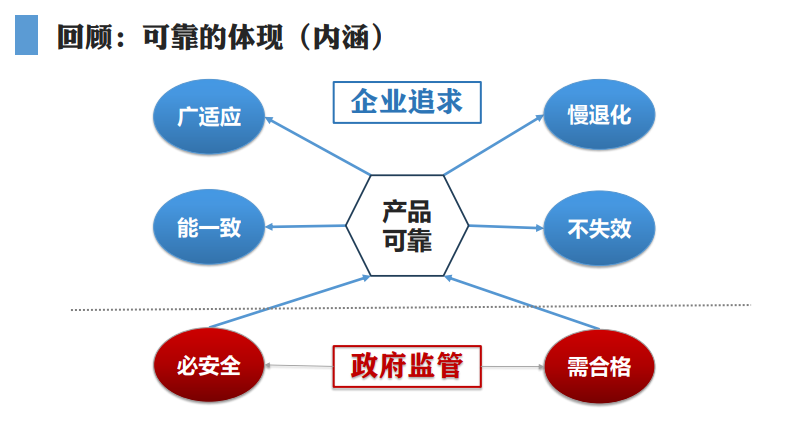 回顾：可靠的体现（内涵）
广适应
企业追求
慢退化
能一致
产品
可靠
不失效
必安全
政府监管
需合格